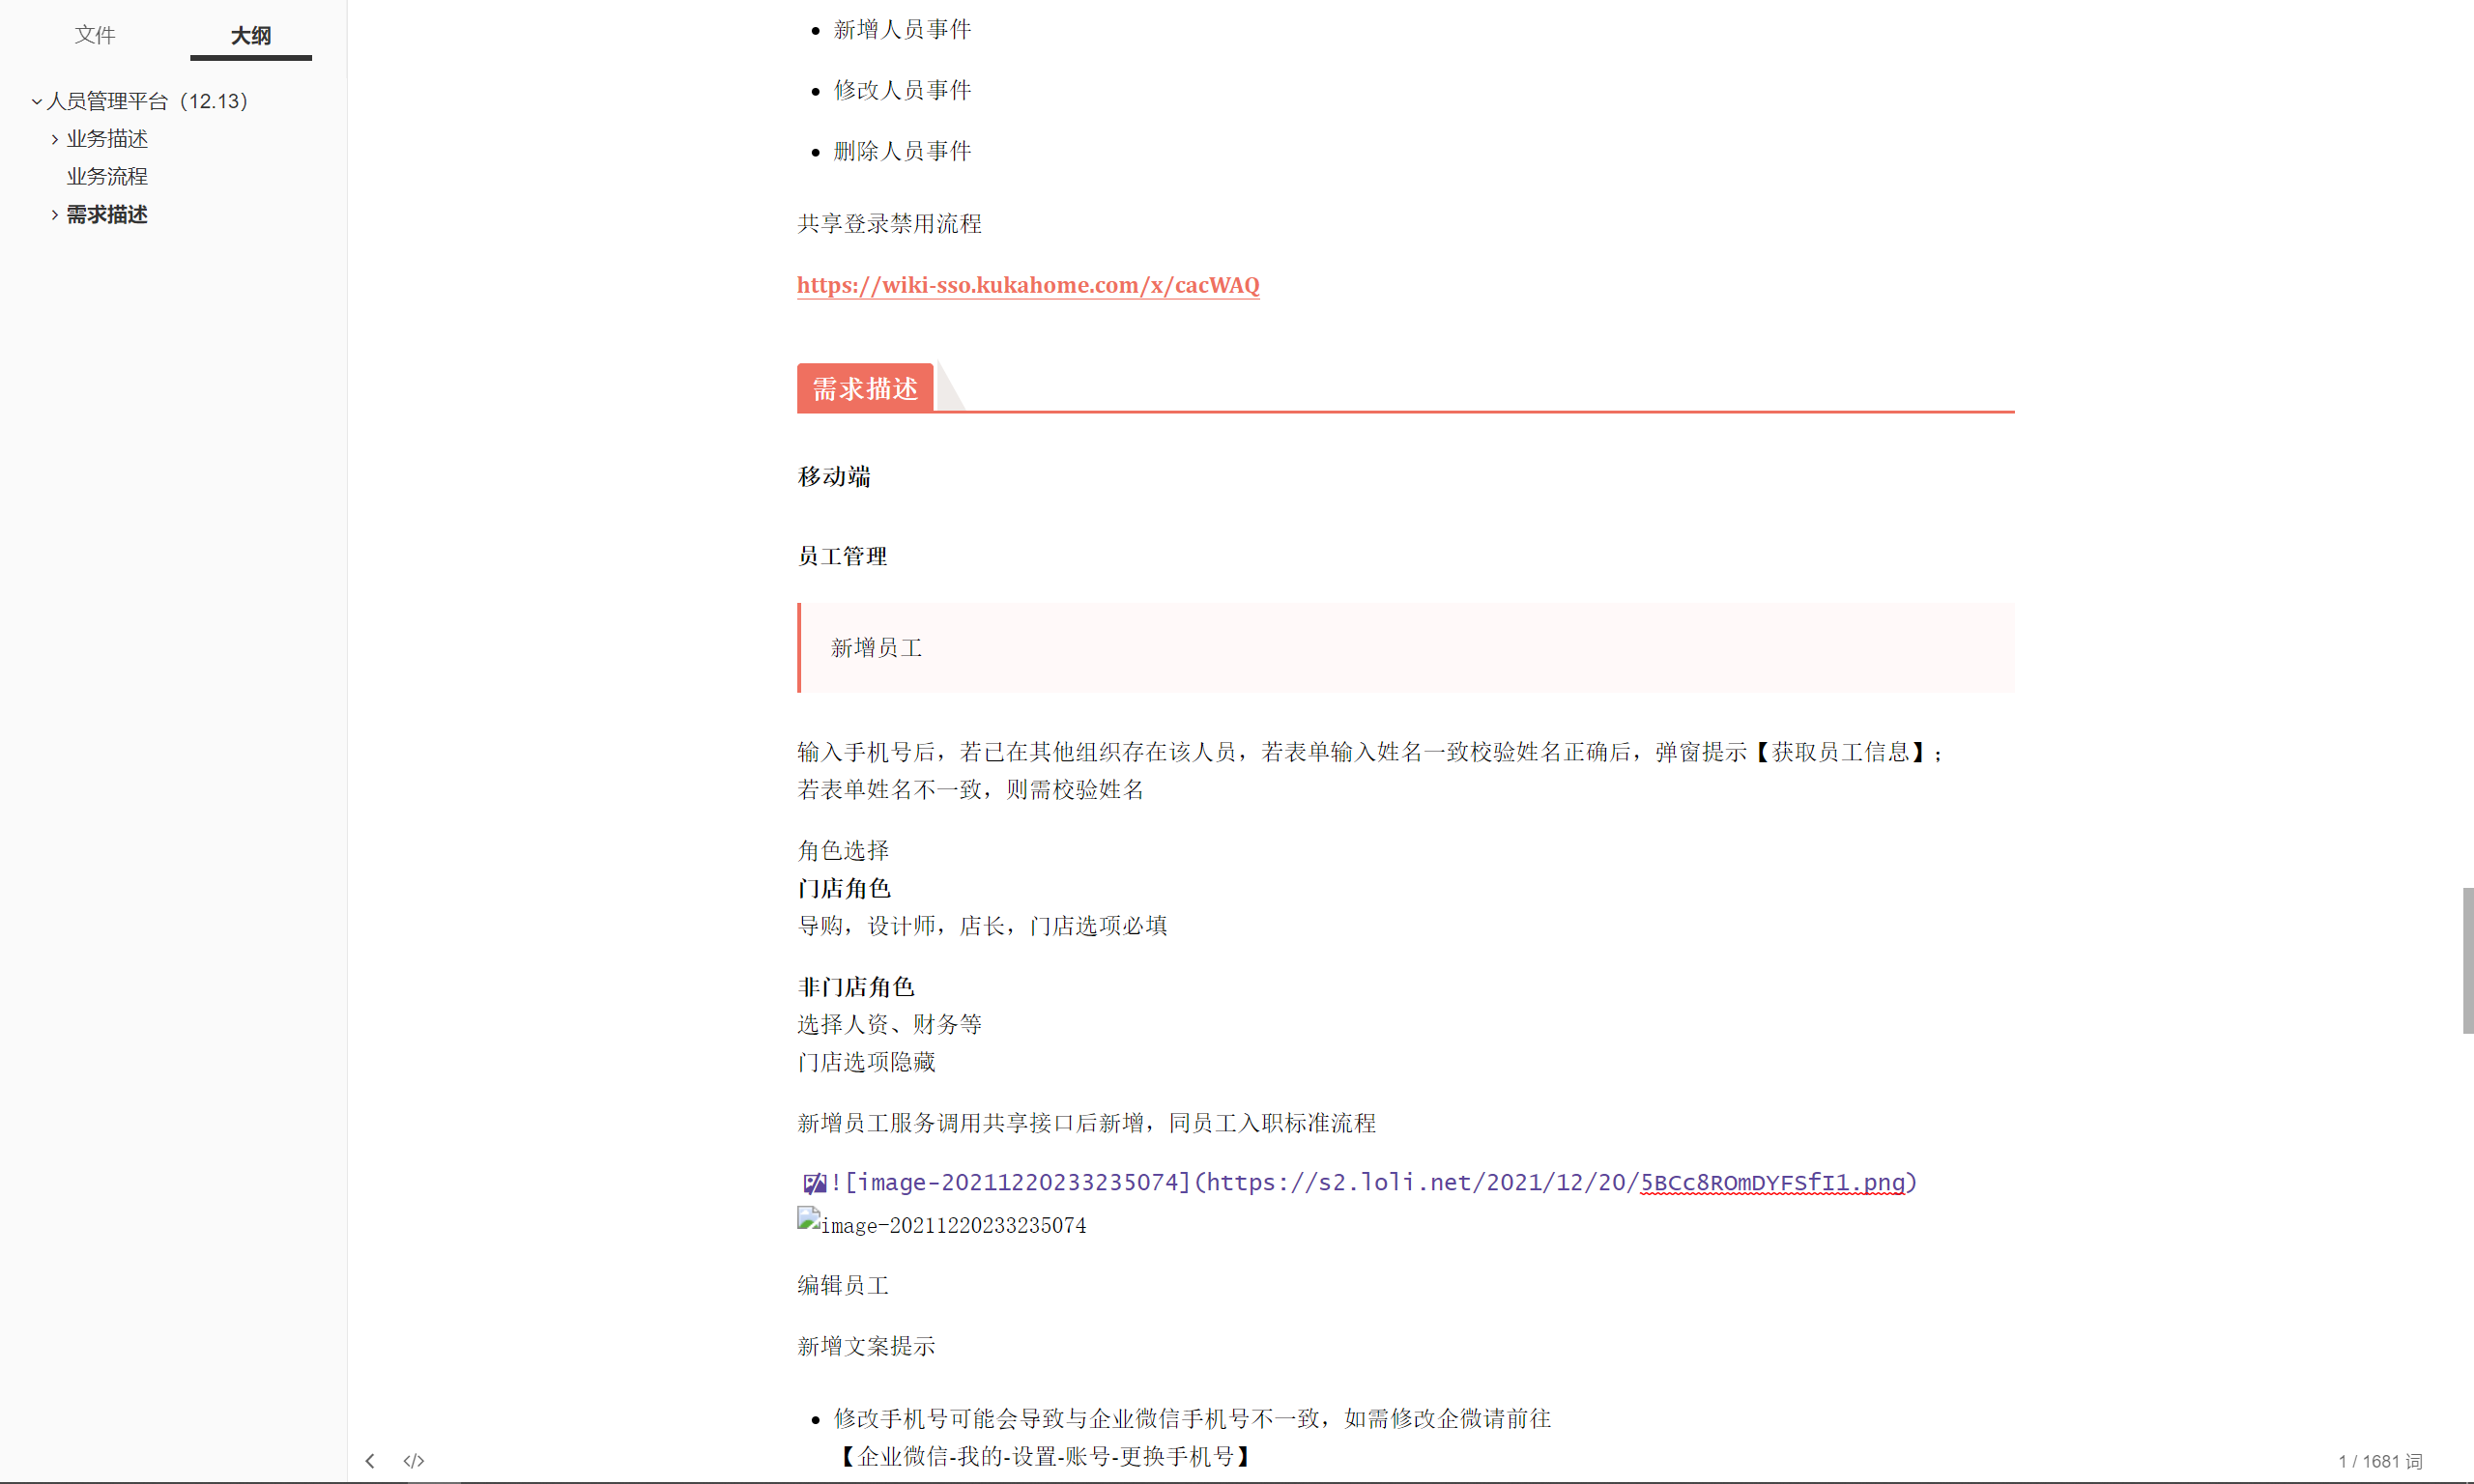 文件
大纲
人员管理平台（12.13）
业务描述
业务流程
需求描述
新增人员事件
修改人员事件
删除人员事件
共享登录禁用流程
https://wiki-sso.kukahome.com/x/cacWAQ
需求描述
移动端
员工管理
新增员工
输入手机号后，若已在其他组织存在该人员，若表单输入姓名一致校验姓名正确后，弹窗提示【获取员工信息】；
若表单姓名不一致，则需校验姓名
角色选择
门店角色
导购，设计师，店长，门店选项必填
非门店角色
选择人资、财务等
门店选项隐藏
新增员工服务调用共享接口后新增，同员工入职标准流程
![image-20211220233235074](https://s2.loli.net/2021/12/20/5BCc8ROmDYFSfI1.png)
image-20211220233235074
编辑员工
新增文案提示
修改手机号可能会导致与企业微信手机号不一致，如需修改企微请前往
【企业微信-我的-设置-账号-更换手机号】
</>
1 / 1681 词